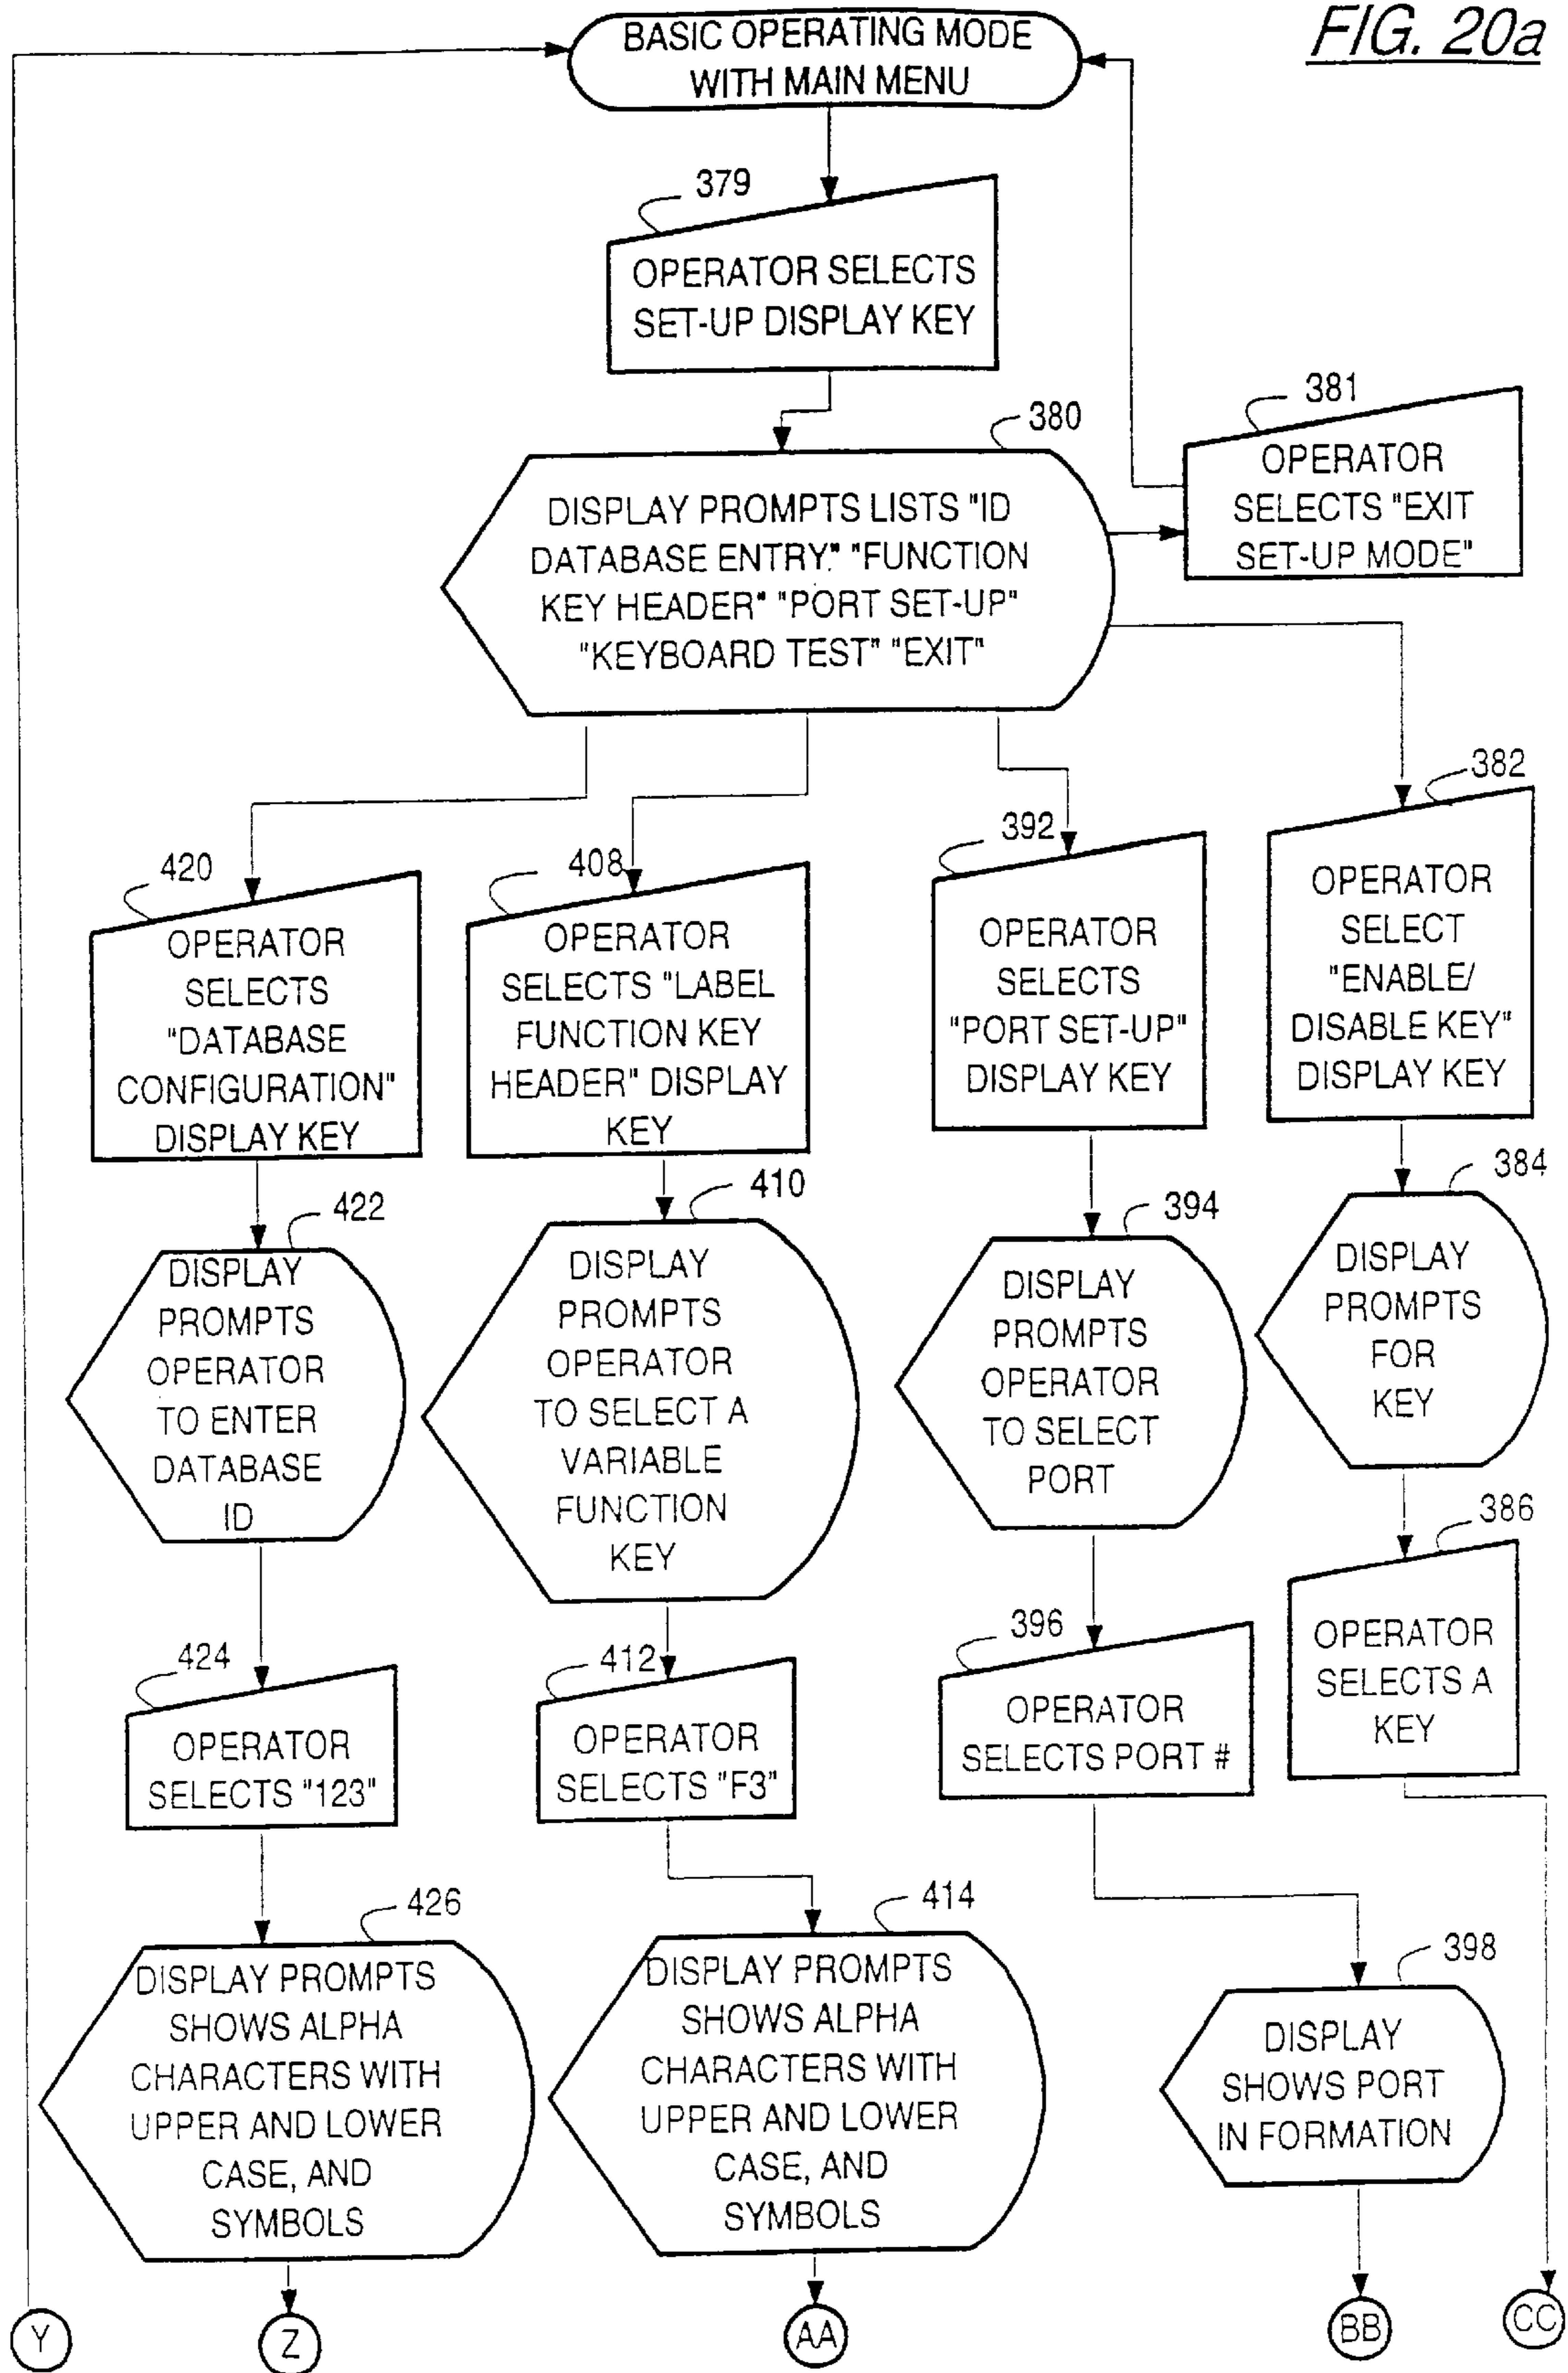 FIG. 20a
BASIC OPERATING MODE
WITH MAIN MENU
379
OPERATOR SELECTS
SET-UP DISPLAY KEY
380
DISPLAY PROMPTS LISTS "ID
DATABASE ENTRY." "FUNCTION
KEY HEADER" "PORT SET-UP"
"KEYBOARD TEST" "EXIT"
381
OPERATOR
SELECTS "EXIT
SET-UP MODE"
420
OPERATOR
SELECTS
"DATABASE
CONFIGURATION"
DISPLAY KEY
408
OPERATOR
SELECTS "LABEL
FUNCTION KEY
HEADER" DISPLAY
KEY
392
OPERATOR
SELECTS
"PORT SET-UP"
DISPLAY KEY
382
OPERATOR
SELECT
"ENABLE/
DISABLE KEY"
DISPLAY KEY
422
DISPLAY
PROMPTS
OPERATOR
TO ENTER
DATABASE
ID
410
DISPLAY
PROMPTS
OPERATOR
TO SELECT A
VARIABLE
FUNCTION
KEY
394
DISPLAY
PROMPTS
OPERATOR
TO SELECT
PORT
384
DISPLAY
PROMPTS
FOR
KEY
424
OPERATOR
SELECTS "123"
412
OPERATOR
SELECTS "F3"
396
OPERATOR
SELECTS PORT #
386
OPERATOR
SELECTS A
KEY
426
DISPLAY PROMPTS
SHOWS ALPHA
CHARACTERS WITH
UPPER AND LOWER
CASE, AND
SYMBOLS
414
DISPLAY PROMPTS
SHOWS ALPHA
CHARACTERS WITH
UPPER AND LOWER
CASE, AND
SYMBOLS
398
DISPLAY
SHOWS PORT
IN FORMATION
Y
Z
AA
BB
CC